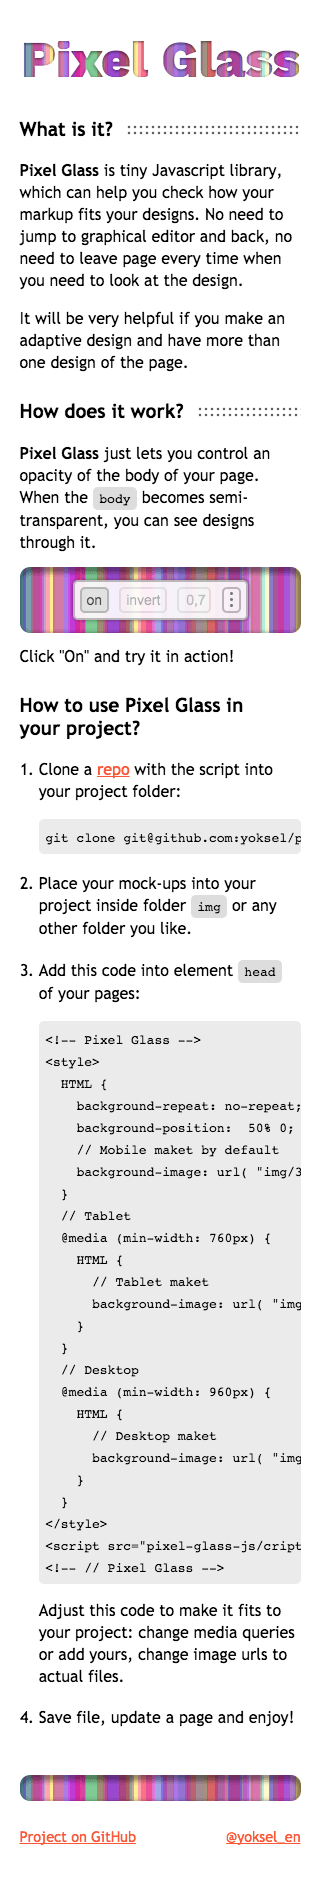 Pixel Glass
What is it?
Pixel Glass is tiny Javascript library,
which can help you check how your
markup fits your designs. No need to
jump to graphical editor and back, no
need to leave page every time when
you need to look at the design.
It will be very helpful if you make an
adaptive design and have more than
one design of the page.
How does it work?
Pixel Glass just lets you control an
opacity of the body of your page.
When the body becomes semi-
transparent, you can see designs
through it.
on invert 0,7
Click "On" and try it in action!
How to use Pixel Glass in
your project?
1. Clone a repo with the script into
your project folder:
git clone git@github.com:yoksel/p
2. Place your mock-ups into your
project inside folder img or any
other folder you like.
3. Add this code into element head
of your pages:
<!-- Pixel Glass -->
<style>
HTML {
background-repeat: no-repeat;
background-position:  50% 0;
// Mobile maket by default
background-image: url( "img/3
}
// Tablet
@media (min-width: 760px) {
HTML {
// Tablet maket
background-image: url( "img
}
}
// Desktop
@media (min-width: 960px) {
HTML {
// Desktop maket
background-image: url( "img
}
}
</style>
<script src="pixel-glass-js/cript
<!-- // Pixel Glass -->
Adjust this code to make it fits to
your project: change media queries
or add yours, change image urls to
actual files.
4. Save file, update a page and enjoy!
Project on GitHub @yoksel_en